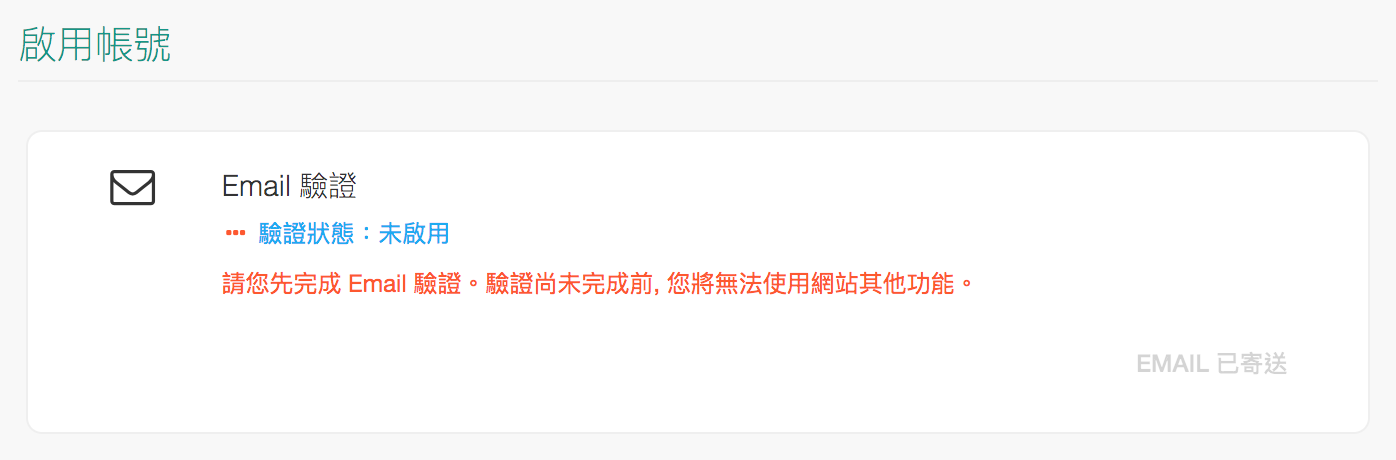 啟用帳號
Email 驗證
驗證狀態：未啟用
請您先完成 Email 驗證。驗證尚未完成前, 您將無法使用網站其他功能。
EMAIL 已寄送